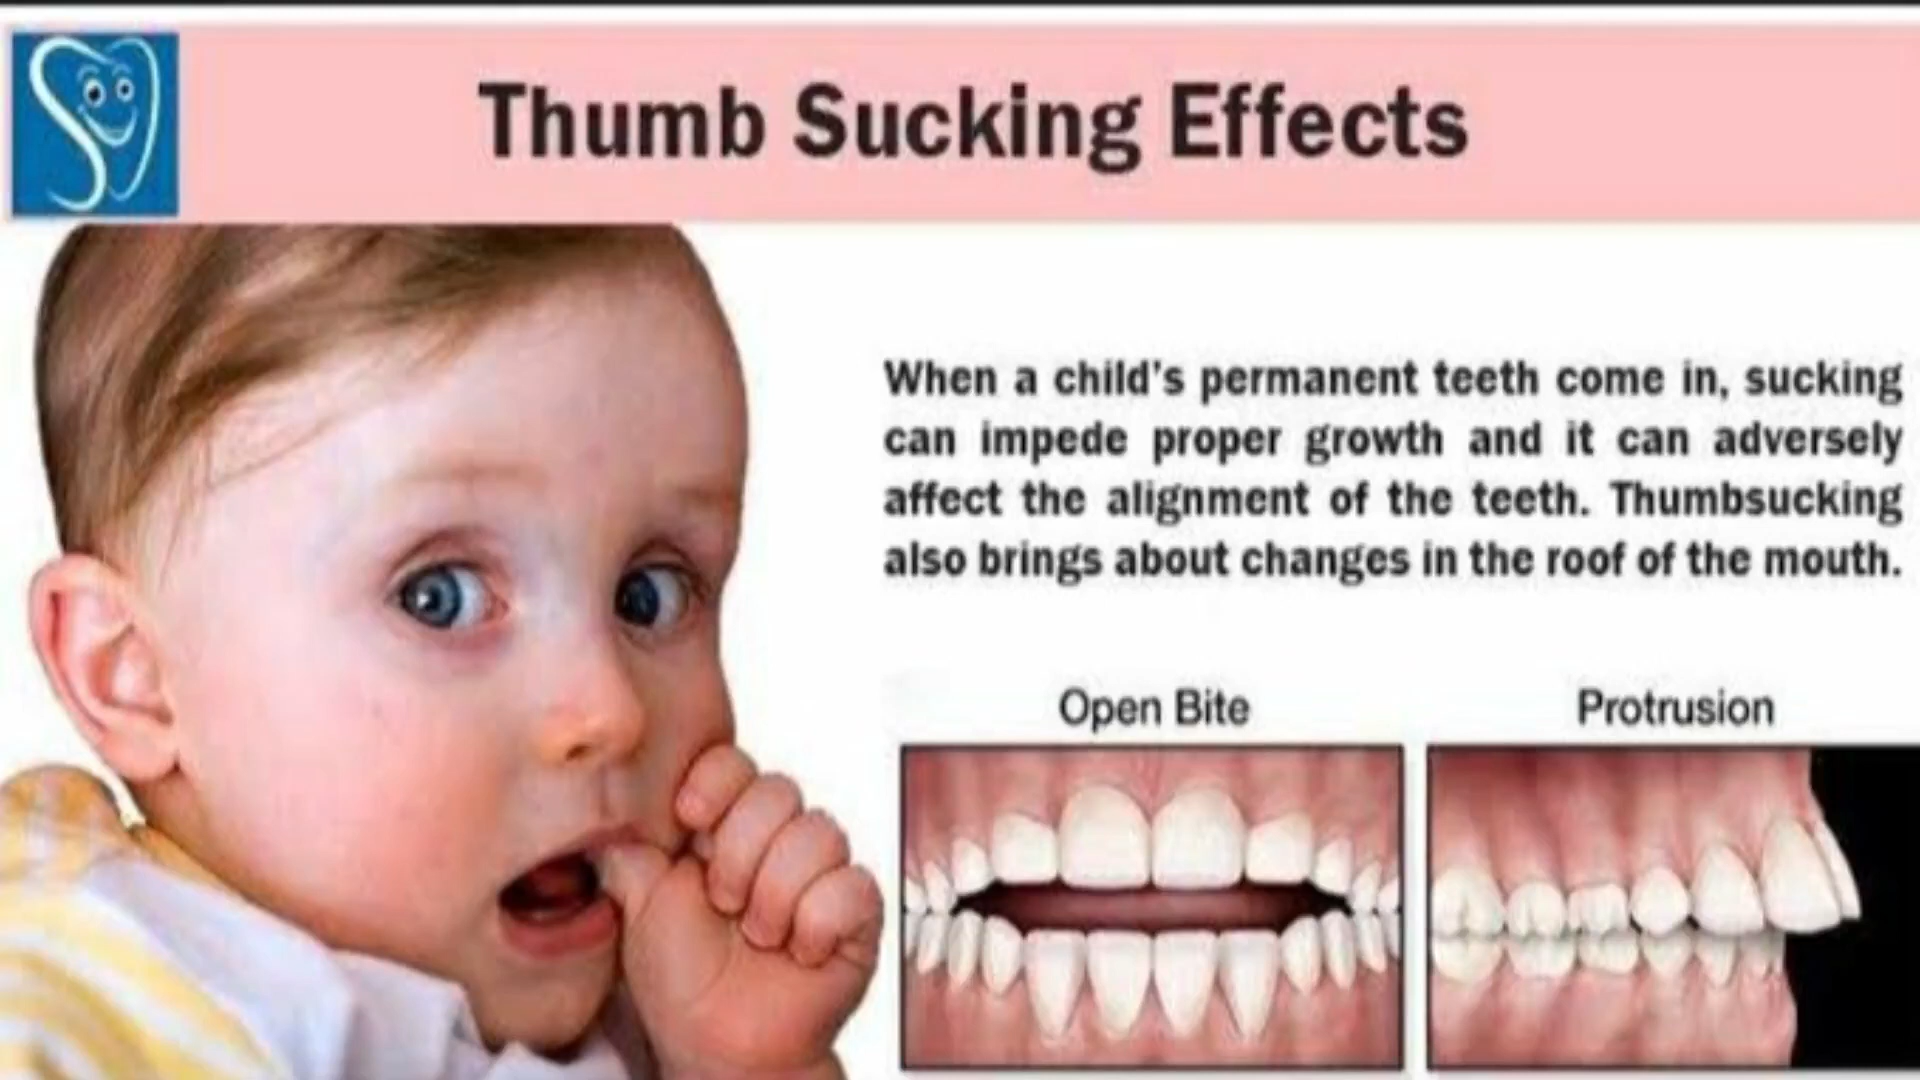 Thumb Sucking Effects
When a child's permanent teeth come in, sucking
can impede proper growth and it can adversely
affect the alignment of the teeth. Thumbsucking
also brings about changes in the roof of the mouth.
Open Bite
Protrusion